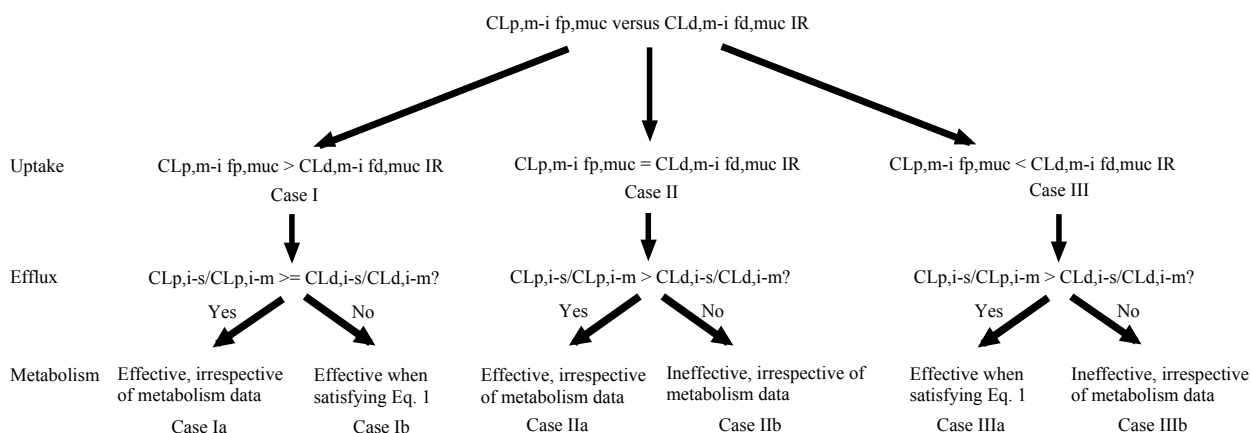 CLp,m-i fp,muc versus CLd,m-i fd,muc IR
Uptake
CLp,m-i fp,muc > CLd,m-i fd,muc IR
CLp,m-i fp,muc = CLd,m-i fd,muc IR
CLp,m-i fp,muc < CLd,m-i fd,muc IR
Case I
Case II
Case III
Efflux
CLp,i-s/CLp,i-m >= CLd,i-s/CLd,i-m?
CLp,i-s/CLp,i-m > CLd,i-s/CLd,i-m?
CLp,i-s/CLp,i-m > CLd,i-s/CLd,i-m?
Yes
No
Yes
No
Yes
No
Metabolism
Effective, irrespective
of metabolism data
Case Ia
Effective when
satisfying Eq. 1
Case Ib
Effective, irrespective
of metabolism data
Case IIa
Ineffective, irrespective of
metabolism data
Case IIb
Effective when
satisfying Eq. 1
Case IIIa
Ineffective, irrespective
of metabolism data
Case IIIb